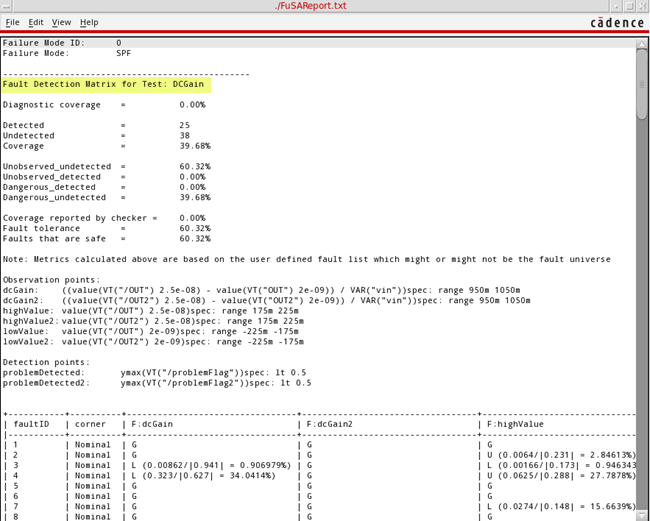 ./FuSAReport.txt
File Edit View Help
cādence
Failure Mode ID: 0
Failure Mode: SPF
------------------------------------------------
Fault Detection Matrix for Test: DCGain
Diagnostic coverage = 0.00%
Detected = 25
Undetected = 38
Coverage = 39.68%
Unobserved_undetected = 60.32%
Unobserved_detected = 0.00%
Dangerous_detected = 0.00%
Dangerous_undetected = 39.68%
Coverage reported by checker = 0.00%
Fault tolerance = 60.32%
Faults that are safe = 60.32%
Note: Metrics calculated above are based on the user defined fault list which might or might not be the fault universe
Observation points:
dcGain: ((value(VT("/OUT") 2.5e-08) - value(VT("OUT") 2e-09)) / VAR("vin"))spec: range 950m 1050m
dcGain2: ((value(VT("/OUT2") 2.5e-08) - value(VT("OUT2") 2e-09)) / VAR("vin"))spec: range 950m 1050m
highValue: value(VT("/OUT") 2.5e-08)spec: range 175m 225m
highValue2: value(VT("/OUT2") 2.5e-08)spec: range 175m 225m
lowValue: value(VT("/OUT") 2e-09)spec: range -225m -175m
lowValue2: value(VT("/OUT2") 2e-09)spec: range -225m -175m
Detection points:
problemDetected: ymax(VT("/problemFlag"))spec: lt 0.5
problemDetected2: ymax(VT("/problemFlag2"))spec: lt 0.5
| faultID | corner | F:dcGain | F:dcGain2 | F:highValue
| 1 | Nominal | G | G | G
| 2 | Nominal | G | G | U (0.0064/|0.231| = 2.84613%)
| 3 | Nominal | L (0.00862/|0.941| = 0.906979%) | G | L (0.00166/|0.173| = 0.946343
| 4 | Nominal | L (0.323/|0.627| = 34.0414%) | G | U (0.0625/|0.288| = 27.7878%)
| 5 | Nominal | G | G | G
| 6 | Nominal | G | G | G
| 7 | Nominal | G | G | L (0.0274/|0.148| = 15.6639%)
| 8 | Nominal | G | G | G